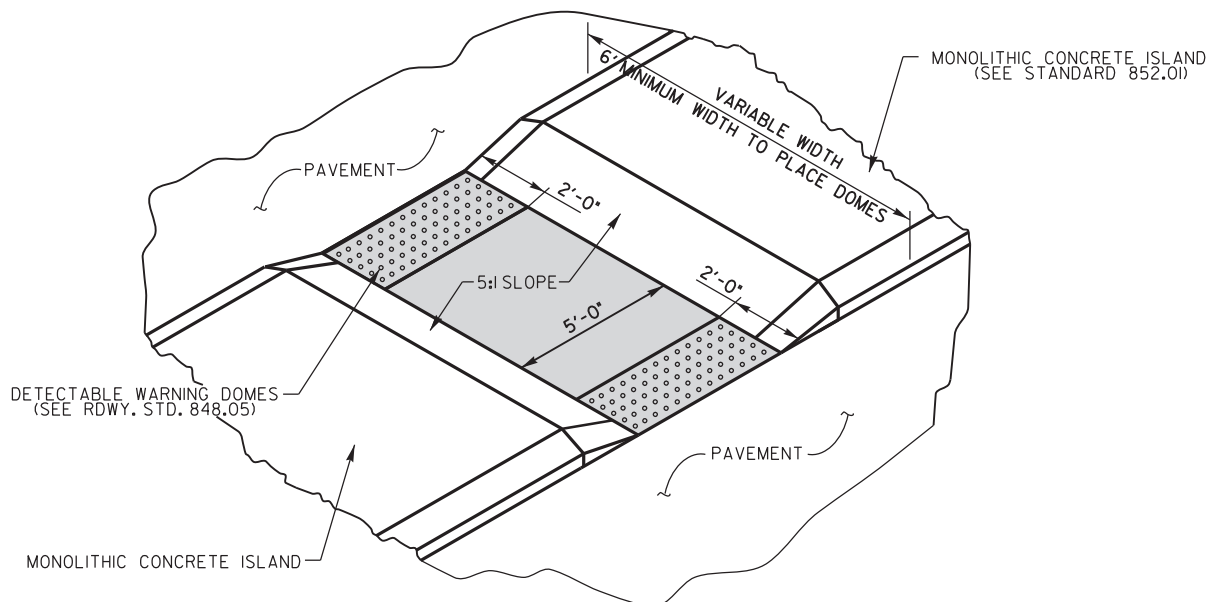 MONOLITHIC CONCRETE ISLAND
(SEE STANDARD 852.01)
VARIABLE WIDTH
6' MINIMUM WIDTH TO PLACE DOMES
PAVEMENT
2'-0"
5:1 SLOPE
2'-0"
5'-0"
DETECTABLE WARNING DOMES
(SEE RDWY. STD. 848.05)
PAVEMENT
MONOLITHIC CONCRETE ISLAND